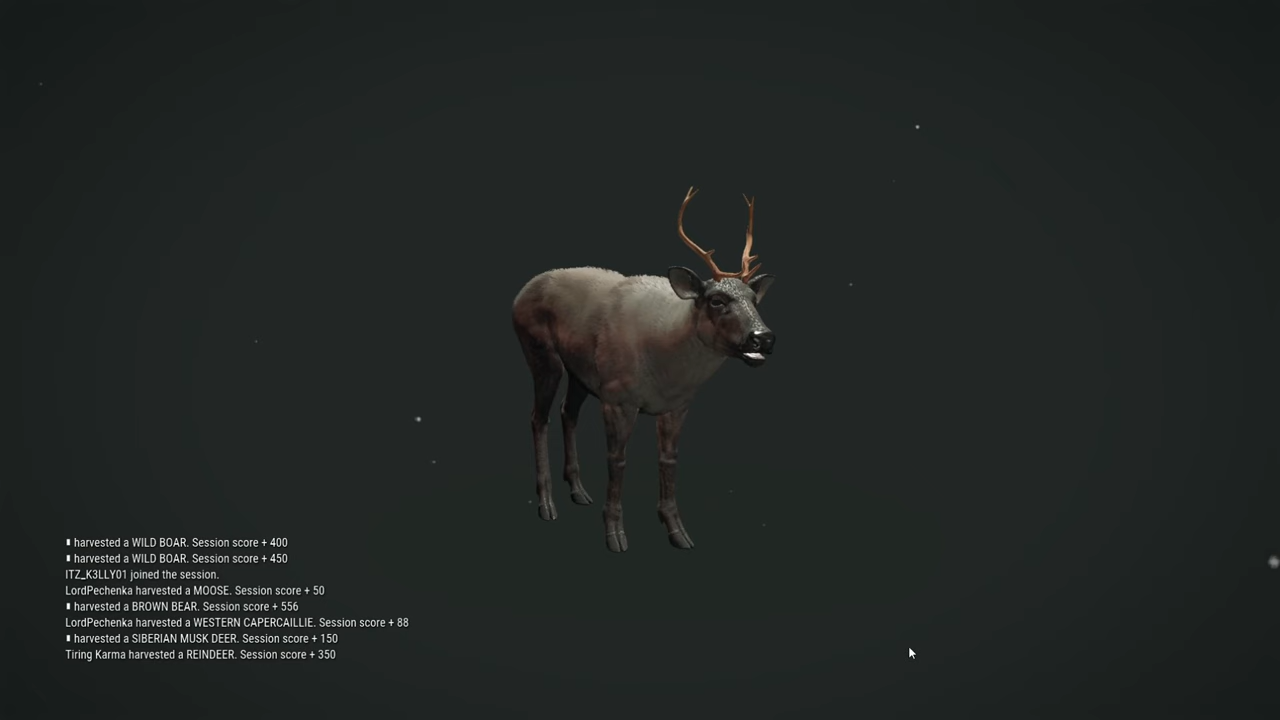 ▮ harvested a WILD BOAR. Session score + 400
▮ harvested a WILD BOAR. Session score + 450
ITZ_K3LLY01 joined the session.
LordPechenka harvested a MOOSE. Session score + 50
▮ harvested a BROWN BEAR. Session score + 556
LordPechenka harvested a WESTERN CAPERCAILLIE. Session score + 88
▮ harvested a SIBERIAN MUSK DEER. Session score + 150
Tiring Karma harvested a REINDEER. Session score + 350